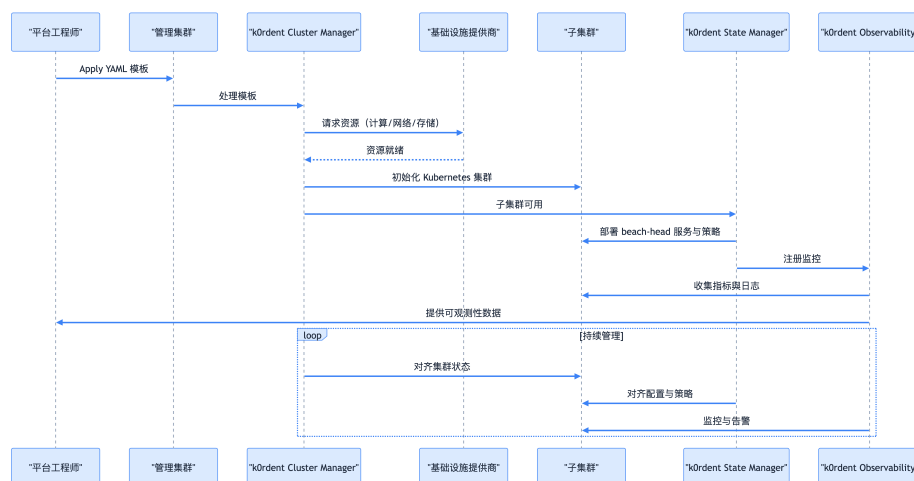 "平台工程师"
"管理集群"
"k0rdent Cluster Manager"
"基础设施提供商"
"子集群"
"k0rdent State Manager"
"k0rdent Observability
Apply YAML 模板
处理模板
请求资源（计算/网络/存储）
资源就绪
初始化 Kubernetes 集群
子集群可用
部署 beach-head 服务与策略
注册监控
收集指标與日志
提供可观测性数据
loop
[持续管理]
对齐集群状态
对齐配置与策略
监控与告警
"平台工程师"
"管理集群"
"k0rdent Cluster Manager"
"基础设施提供商"
"子集群"
"k0rdent State Manager"
"k0rdent Observability